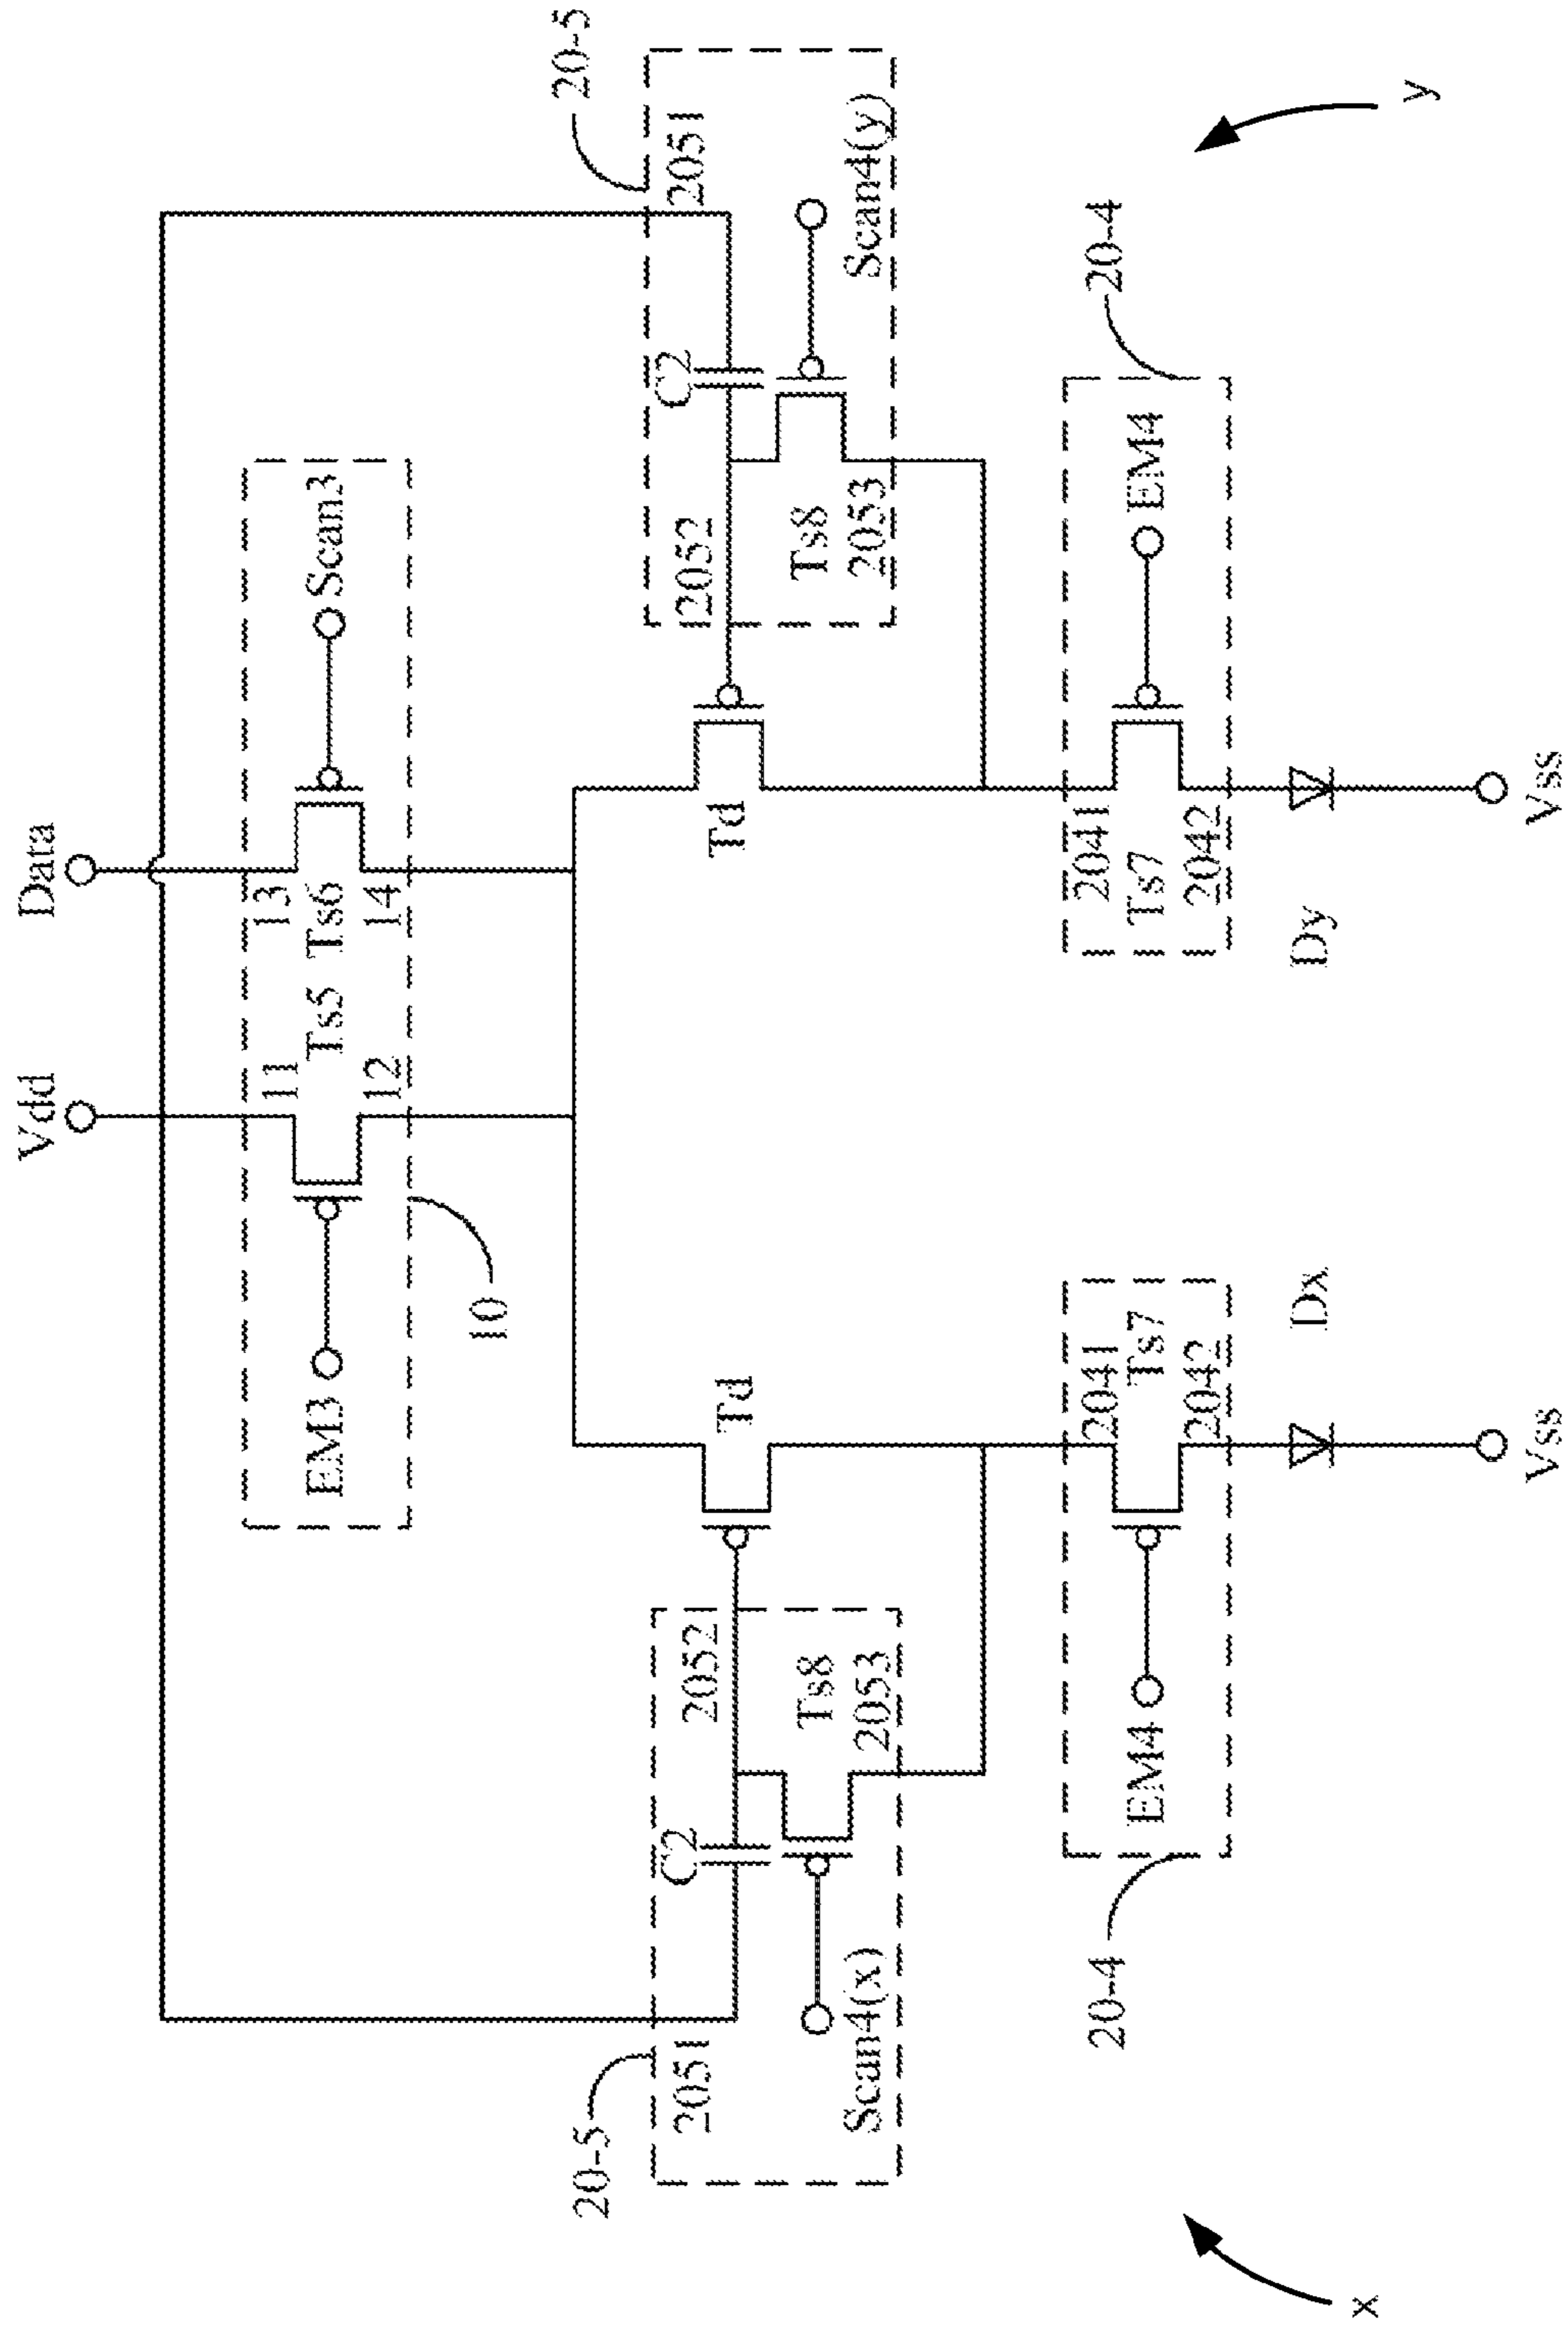 Vdd
Data
EM3
11
12
Ts5
Ts6
13
14
Scan3
10
20-5
2051
C2
2052
Ts8
2053
Scan4(x)
Td
Td
20-5
2051
C2
2052
Ts8
2053
Scan4(y)
20-4
EM4
2041
Ts7
2042
2041
Ts7
2042
EM4
20-4
Dx
Dy
Vss
Vss
x
y